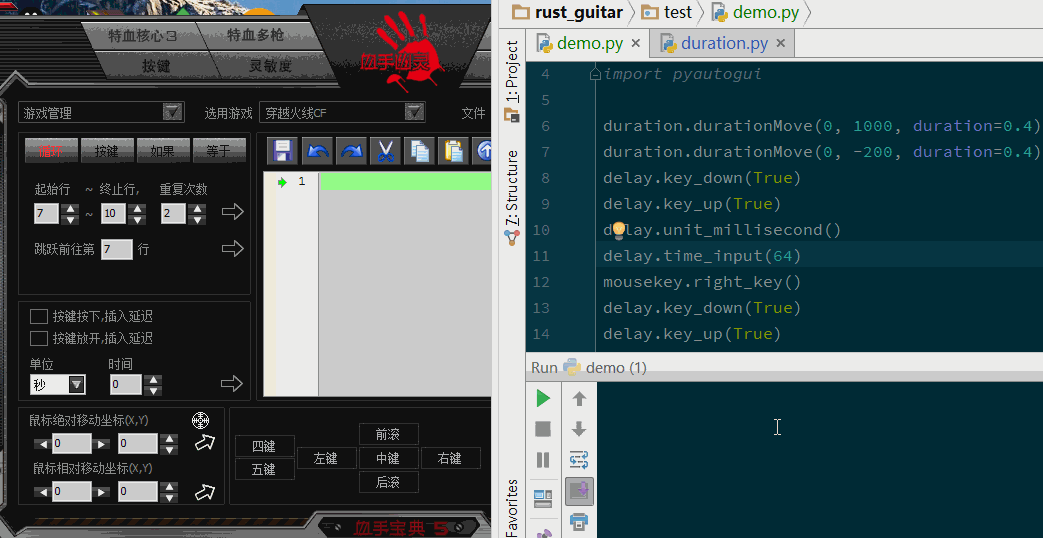 特血核心3
特血多枪
按键
灵敏度
血手幽灵
游戏管理
选用游戏
穿越火线CF
文件
循环
按键
如果
等于
起始行 ~ 终止行,
重复次数
7 ~ 10
2
跳跃前往第 7 行
1
按键按下,插入延迟
按键放开,插入延迟
单位
时间
秒
0
鼠标绝对移动坐标(X,Y)
0
0
鼠标相对移动坐标(X,Y)
0
0
前滚
四键
左键
中键
右键
五键
后滚
血手宝典 5
rust_guitar
test
demo.py
demo.py ×
duration.py ×
1: Project
7: Structure
Favorites
4 import pyautogui
5
6 duration.durationMove(0, 1000, duration=0.4)
7 duration.durationMove(0, -200, duration=0.4)
8 delay.key_down(True)
9 delay.key_up(True)
10 delay.unit_millisecond()
11 delay.time_input(64)
12 mousekey.right_key()
13 delay.key_down(True)
14 delay.key_up(True)
Run demo (1)